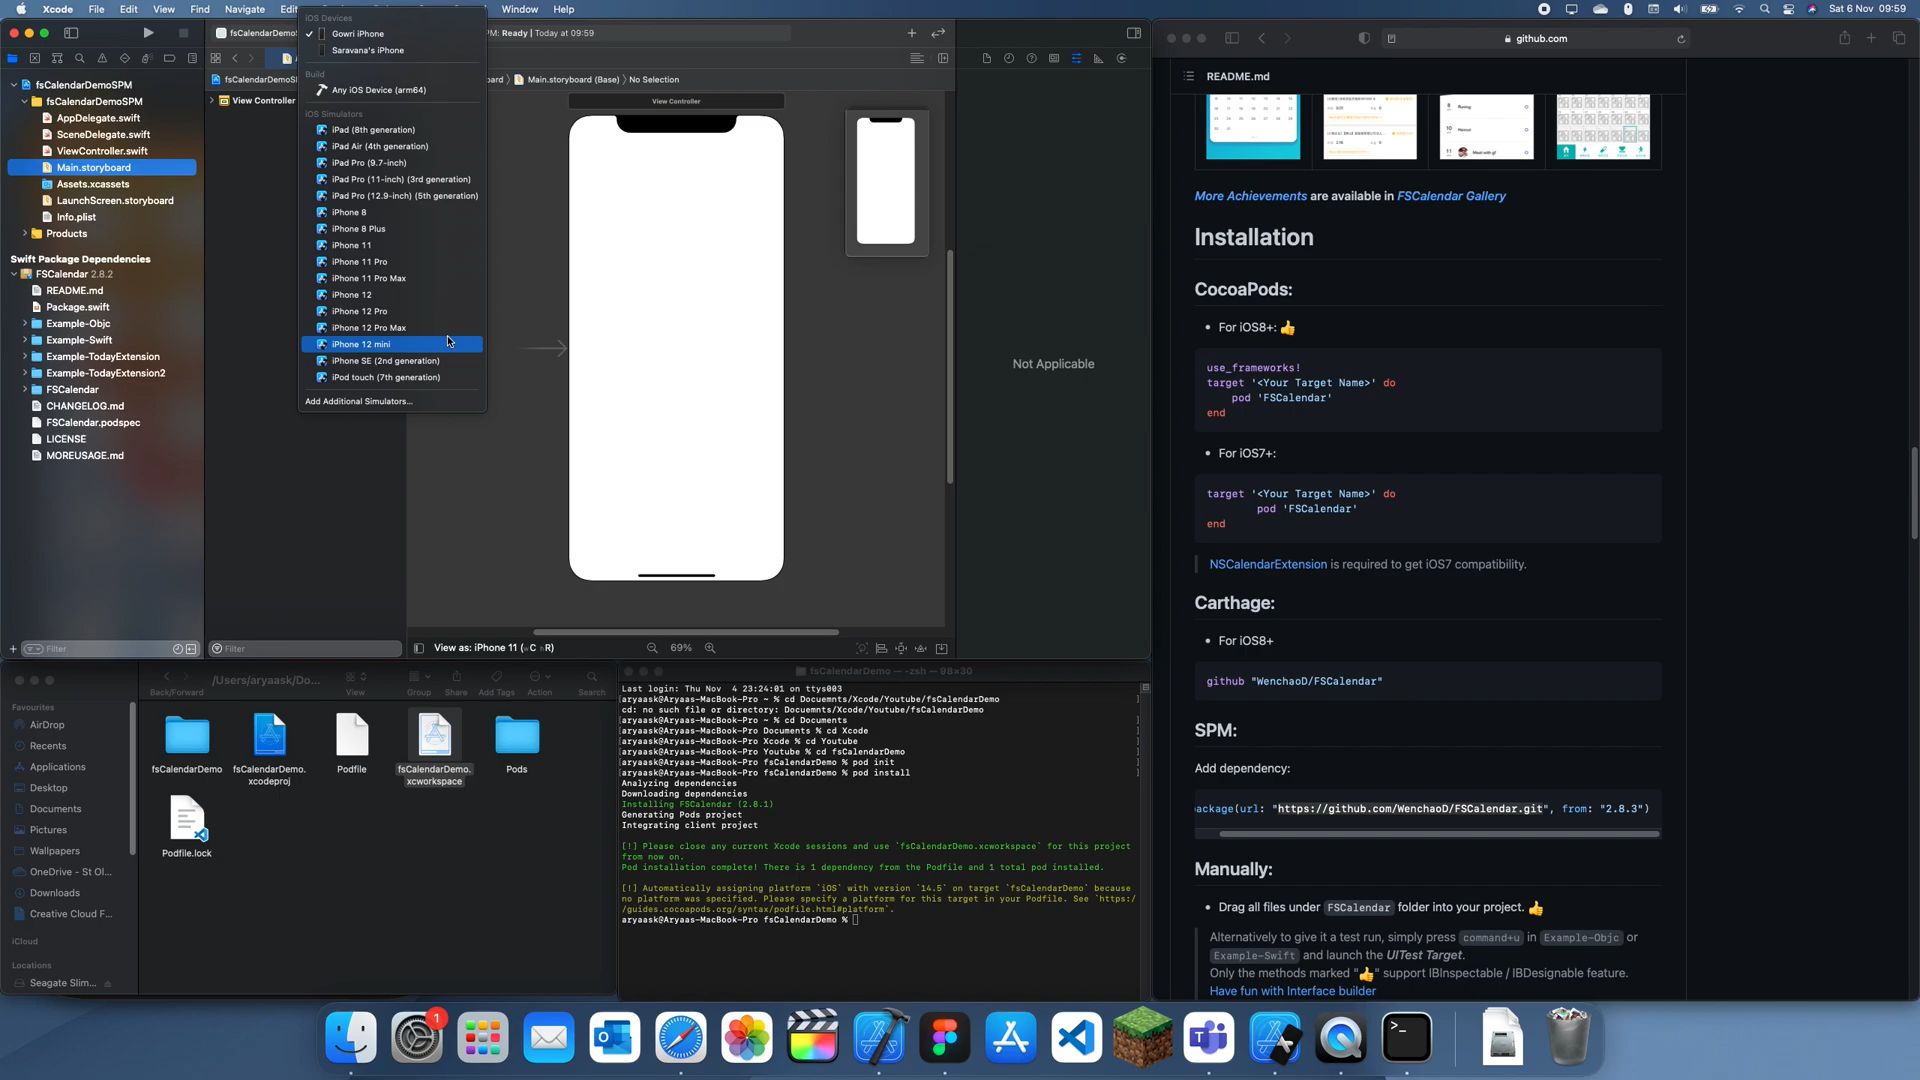 Xcode File Edit View Find Navigate Window Help
Sat 6 Nov 09:59
iOS Devices
Gowri iPhone
Saravana's iPhone
Build
Any iOS Device (arm64)
iOS Simulators
iPad (8th generation)
iPad Air (4th generation)
iPad Pro (9.7-inch)
iPad Pro (11-inch) (3rd generation)
iPad Pro (12.9-inch) (5th generation)
iPhone 8
iPhone 8 Plus
iPhone 11
iPhone 11 Pro
iPhone 11 Pro Max
iPhone 12
iPhone 12 Pro
iPhone 12 Pro Max
iPhone 12 mini
iPhone SE (2nd generation)
iPod touch (7th generation)
Add Additional Simulators...
Ready | Today at 09:59
Main.storyboard (Base) No Selection
View Controller
View Controller
fsCalendarDemoSPM
fsCalendarDemoSPM
AppDelegate.swift
SceneDelegate.swift
ViewController.swift
Main.storyboard
Assets.xcassets
LaunchScreen.storyboard
Info.plist
Products
Swift Package Dependencies
FSCalendar 2.8.2
README.md
Package.swift
Example-Objc
Example-Swift
Example-TodayExtension
Example-TodayExtension2
FSCalendar
CHANGELOG.md
FSCalendar.podspec
LICENSE
MOREUSAGE.md
Filter
Filter
View as: iPhone 11 (wC hR)
69%
Not Applicable
/Users/aryaask/Do...
Back/Forward View Group Share Add Tags Action Search
Favourites
AirDrop
Recents
Applications
Desktop
Documents
Pictures
Wallpapers
OneDrive - St Ol...
Downloads
Creative Cloud F...
iCloud
Locations
Seagate Slim...
fsCalendarDemo
fsCalendarDemo.
xcodeproj
Podfile
fsCalendarDemo.
xcworkspace
Pods
Podfile.lock
fsCalendarDemo — -zsh — 98×30
Last login: Thu Nov  4 23:24:01 on ttys003
aryaask@Aryaas-MacBook-Pro ~ % cd Docuemnts/Xcode/Youtube/fsCalendarDemo
cd: no such file or directory: Docuemnts/Xcode/Youtube/fsCalendarDemo
aryaask@Aryaas-MacBook-Pro ~ % cd Documents
aryaask@Aryaas-MacBook-Pro Documents % cd Xcode
aryaask@Aryaas-MacBook-Pro Xcode % cd Youtube
aryaask@Aryaas-MacBook-Pro Youtube % cd fsCalendarDemo
aryaask@Aryaas-MacBook-Pro fsCalendarDemo % pod init
aryaask@Aryaas-MacBook-Pro fsCalendarDemo % pod install
Analyzing dependencies
Downloading dependencies
Installing FSCalendar (2.8.1)
Generating Pods project
Integrating client project
[!] Please close any current Xcode sessions and use `fsCalendarDemo.xcworkspace` for this project
from now on.
Pod installation complete! There is 1 dependency from the Podfile and 1 total pod installed.
[!] Automatically assigning platform `iOS` with version `14.5` on target `fsCalendarDemo` because
no platform was specified. Please specify a platform for this target in your Podfile. See `https:/
/guides.cocoapods.org/syntax/podfile.html#platform`.
aryaask@Aryaas-MacBook-Pro fsCalendarDemo %
github.com
README.md
More Achievements are available in FSCalendar Gallery
Installation
CocoaPods:
• For iOS8+: 👍
use_frameworks!
target '<Your Target Name>' do
pod 'FSCalendar'
end
• For iOS7+:
target '<Your Target Name>' do
pod 'FSCalendar'
end
NSCalendarExtension is required to get iOS7 compatibility.
Carthage:
• For iOS8+
github "WenchaoD/FSCalendar"
SPM:
Add dependency:
ackage(url: "https://github.com/WenchaoD/FSCalendar.git", from: "2.8.3")
Manually:
• Drag all files under FSCalendar folder into your project. 👍
Alternatively to give it a test run, simply press command+u in Example-Objc or
Example-Swift and launch the UITest Target.
Only the methods marked "👍" support IBInspectable / IBDesignable feature.
Have fun with Interface builder
1